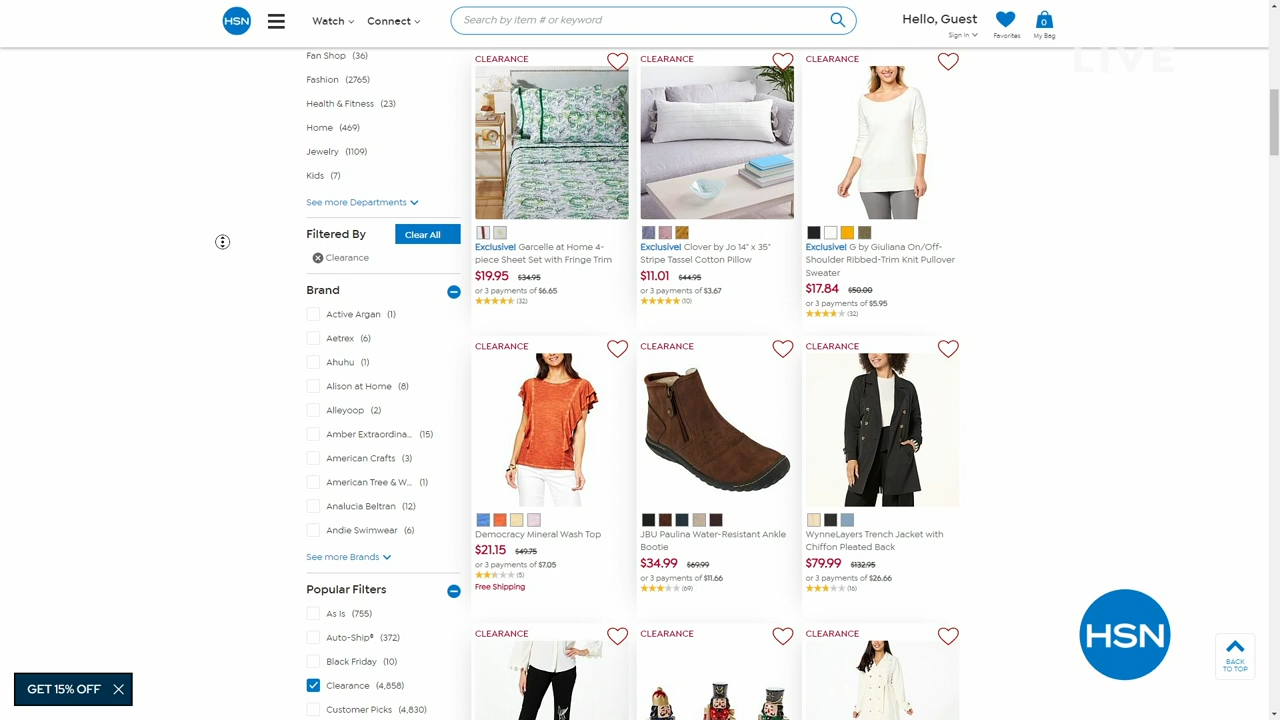 HSN
Watch
Connect
Search by item # or keyword
Hello, Guest
Sign In
Favorites
0
My Bag
LIVE
Fan Shop (36)
Fashion (2765)
Health & Fitness (23)
Home (469)
Jewelry (1109)
Kids (7)
See more Departments
Filtered By
Clear All
Clearance
Brand
Active Argan (1)
Aetrex (6)
Ahuhu (1)
Alison at Home (8)
Alleyoop (2)
Amber Extraordina... (15)
American Crafts (3)
American Tree & W... (1)
Analucia Beltran (12)
Andie Swimwear (6)
See more Brands
Popular Filters
As Is (755)
Auto-Ship® (372)
Black Friday (10)
Clearance (4,858)
Customer Picks (4,830)
CLEARANCE
Exclusive! Garcelle at Home 4-
piece Sheet Set with Fringe Trim
$19.95 $34.95
or 3 payments of $6.65
(32)
CLEARANCE
Exclusive! Clover by Jo 14" x 35"
Stripe Tassel Cotton Pillow
$11.01 $44.95
or 3 payments of $3.67
(10)
CLEARANCE
Exclusive! G by Giuliana On/Off-
Shoulder Ribbed-Trim Knit Pullover
Sweater
$17.84 $50.00
or 3 payments of $5.95
(32)
CLEARANCE
Democracy Mineral Wash Top
$21.15 $49.75
or 3 payments of $7.05
(5)
Free Shipping
CLEARANCE
JBU Paulina Water-Resistant Ankle
Bootie
$34.99 $69.99
or 3 payments of $11.66
(69)
CLEARANCE
WynneLayers Trench Jacket with
Chiffon Pleated Back
$79.99 $132.95
or 3 payments of $26.66
(16)
CLEARANCE
CLEARANCE
CLEARANCE
GET 15% OFF
HSN
BACK
TO TOP